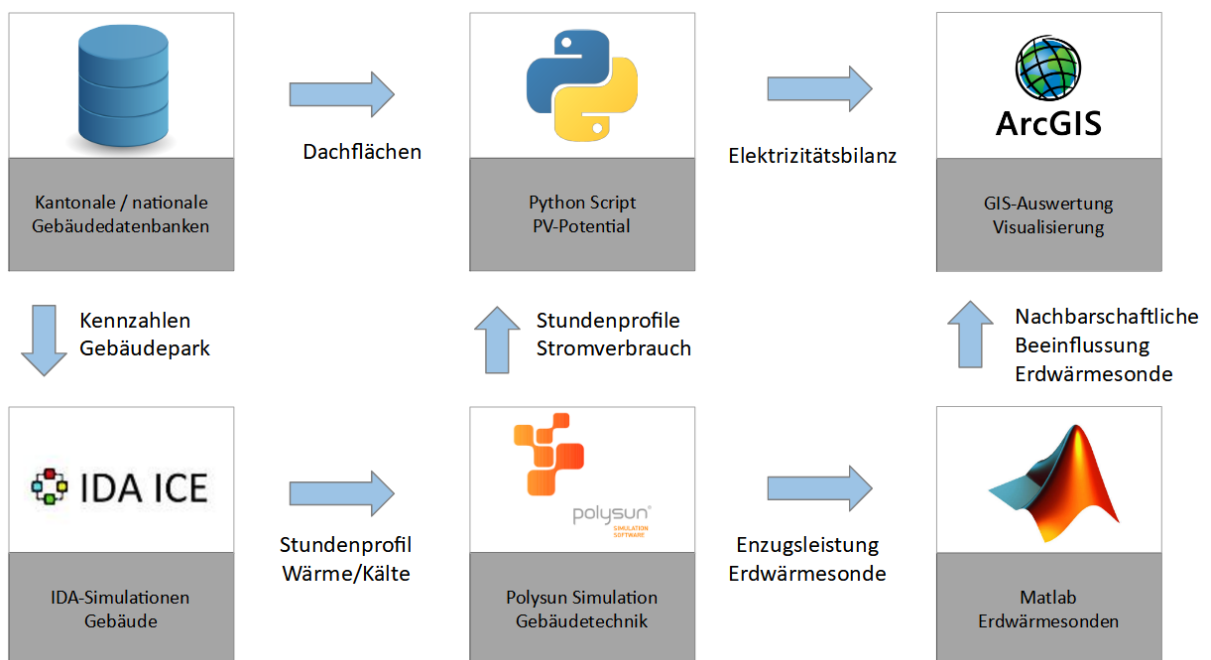 Dachflächen
Elektrizitätsbilanz
ArcGIS
Kantonale / nationale
Gebäudedatenbanken
Python Script
PV-Potential
GIS-Auswertung
Visualisierung
Kennzahlen
Gebäudepark
Stundenprofile
Stromverbrauch
Nachbarschaftliche
Beeinflussung
Erdwärmesonde
IDA ICE
polysun®
SIMULATION
SOFTWARE
Stundenprofil
Wärme/Kälte
Enzugsleistung
Erdwärmesonde
IDA-Simulationen
Gebäude
Polysun Simulation
Gebäudetechnik
Matlab
Erdwärmesonden